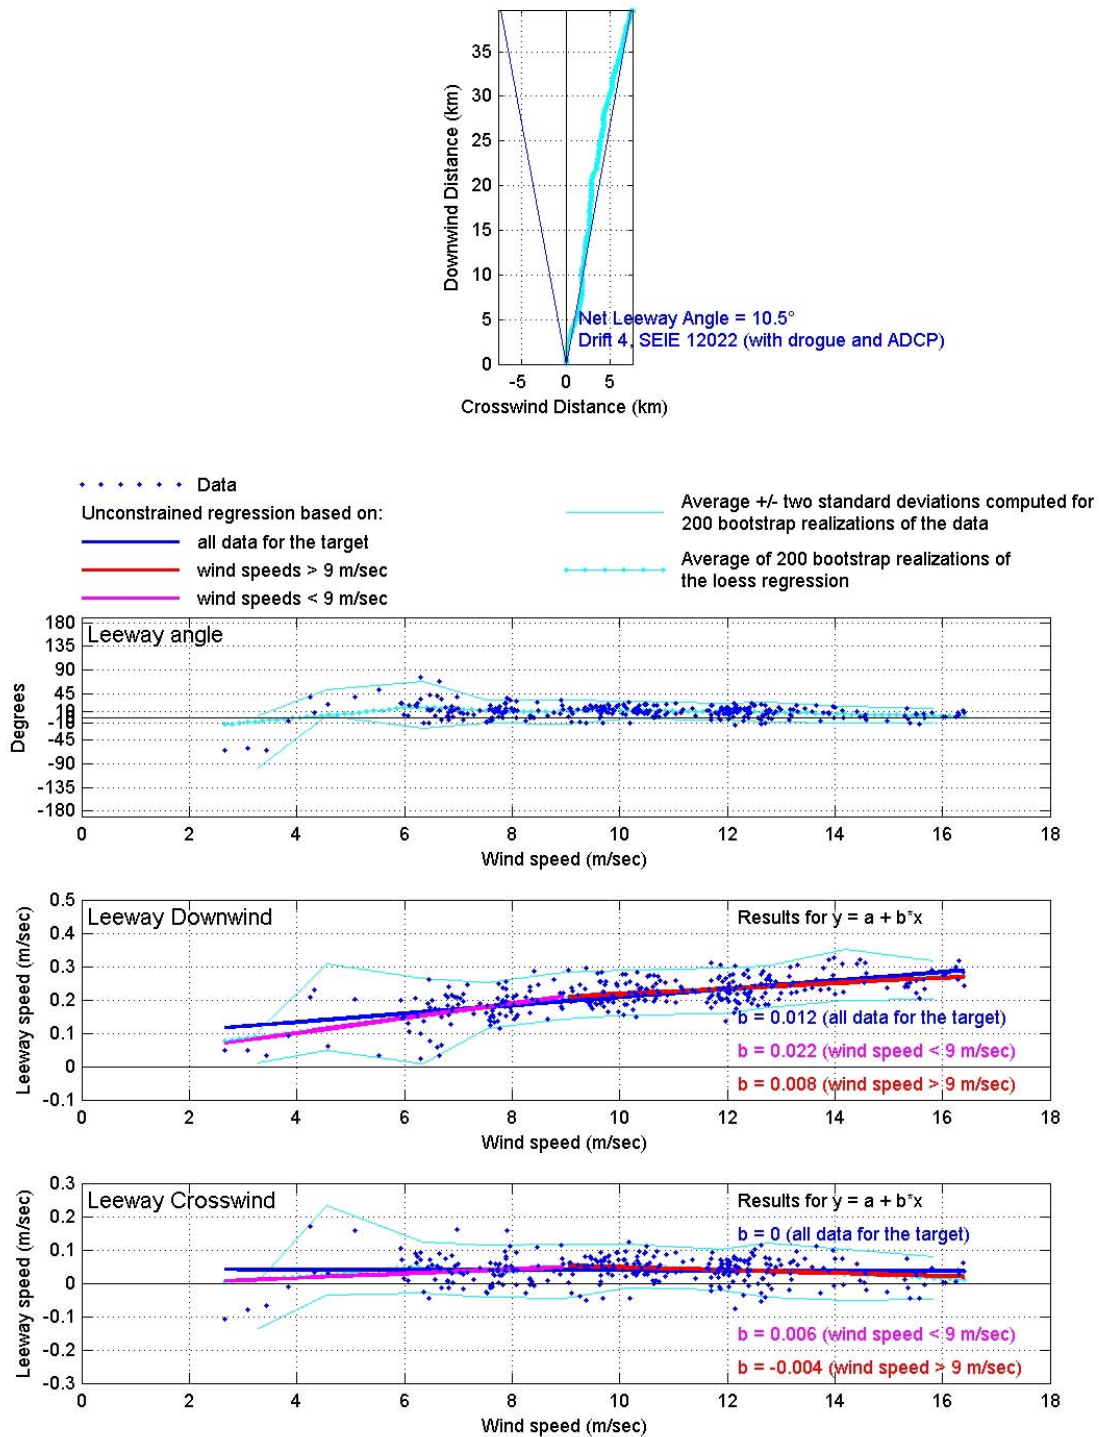 35
30
25
20
15
10
5
0
Downwind Distance (km)
Net Leeway Angle = 10.5°
Drift 4, SEIE 12022 (with drogue and ADCP)
-5 0 5
Crosswind Distance (km)
Data
Unconstrained regression based on:
all data for the target
wind speeds > 9 m/sec
wind speeds < 9 m/sec
Average +/- two standard deviations computed for
200 bootstrap realizations of the data
Average of 200 bootstrap realizations of
the loess regression
Leeway angle
180
135
90
45
10
-10
-45
-90
-135
-180
Degrees
0 2 4 6 8 10 12 14 16 18
Wind speed (m/sec)
Leeway Downwind
Results for y = a + b*x
0.5
0.4
0.3
0.2
0.1
0
-0.1
Leeway speed (m/sec)
b = 0.012 (all data for the target)
b = 0.022 (wind speed < 9 m/sec)
b = 0.008 (wind speed > 9 m/sec)
0 2 4 6 8 10 12 14 16 18
Wind speed (m/sec)
Leeway Crosswind
Results for y = a + b*x
0.3
0.2
0.1
0
-0.1
-0.2
-0.3
Leeway speed (m/sec)
b = 0 (all data for the target)
b = 0.006 (wind speed < 9 m/sec)
b = -0.004 (wind speed > 9 m/sec)
0 2 4 6 8 10 12 14 16 18
Wind speed (m/sec)